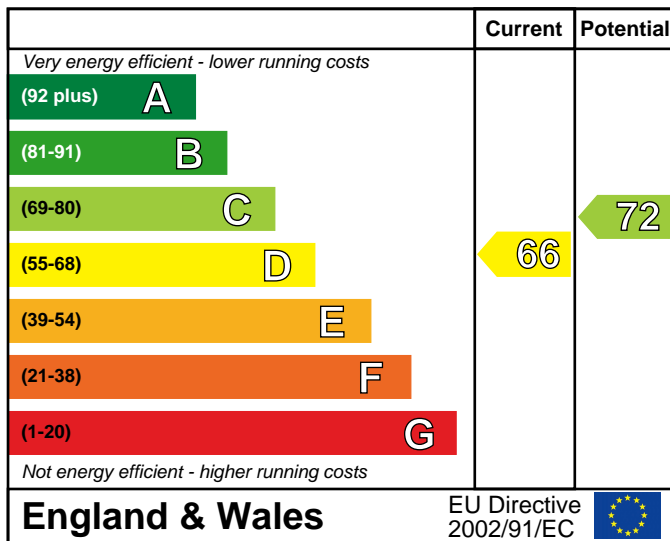 Current Potential
Very energy efficient - lower running costs
(92 plus) A
(81-91) B
(69-80) C
72
(55-68) D
66
(39-54) E
(21-38) F
(1-20) G
Not energy efficient - higher running costs
England & Wales
EU Directive
2002/91/EC